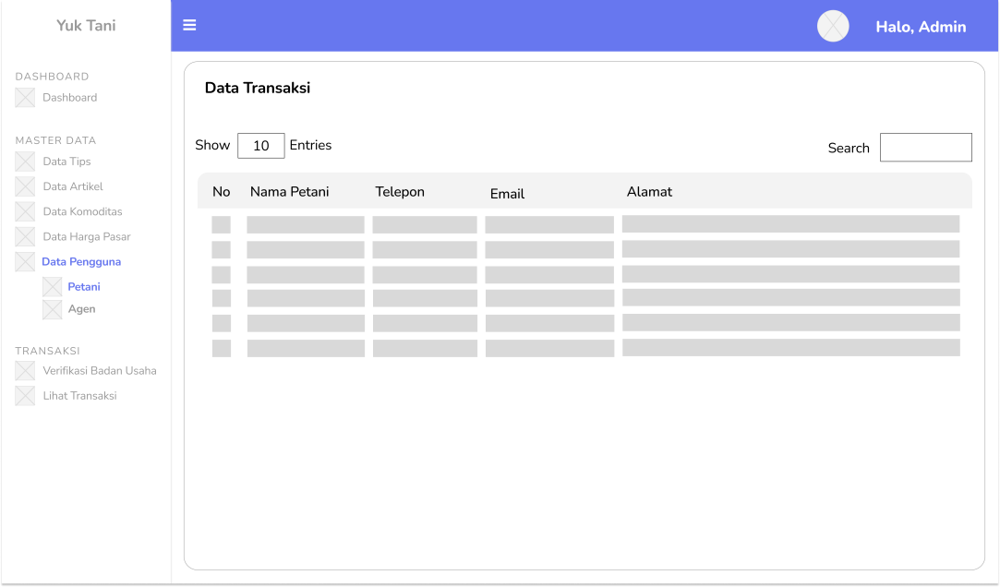 Yuk Tani
Halo, Admin
DASHBOARD
Dashboard
MASTER DATA
Data Tips
Data Artikel
Data Komoditas
Data Harga Pasar
Data Pengguna
Petani
Agen
TRANSAKSI
Verifikasi Badan Usaha
Lihat Transaksi
Data Transaksi
Show 10 Entries
Search
No Nama Petani Telepon Email Alamat